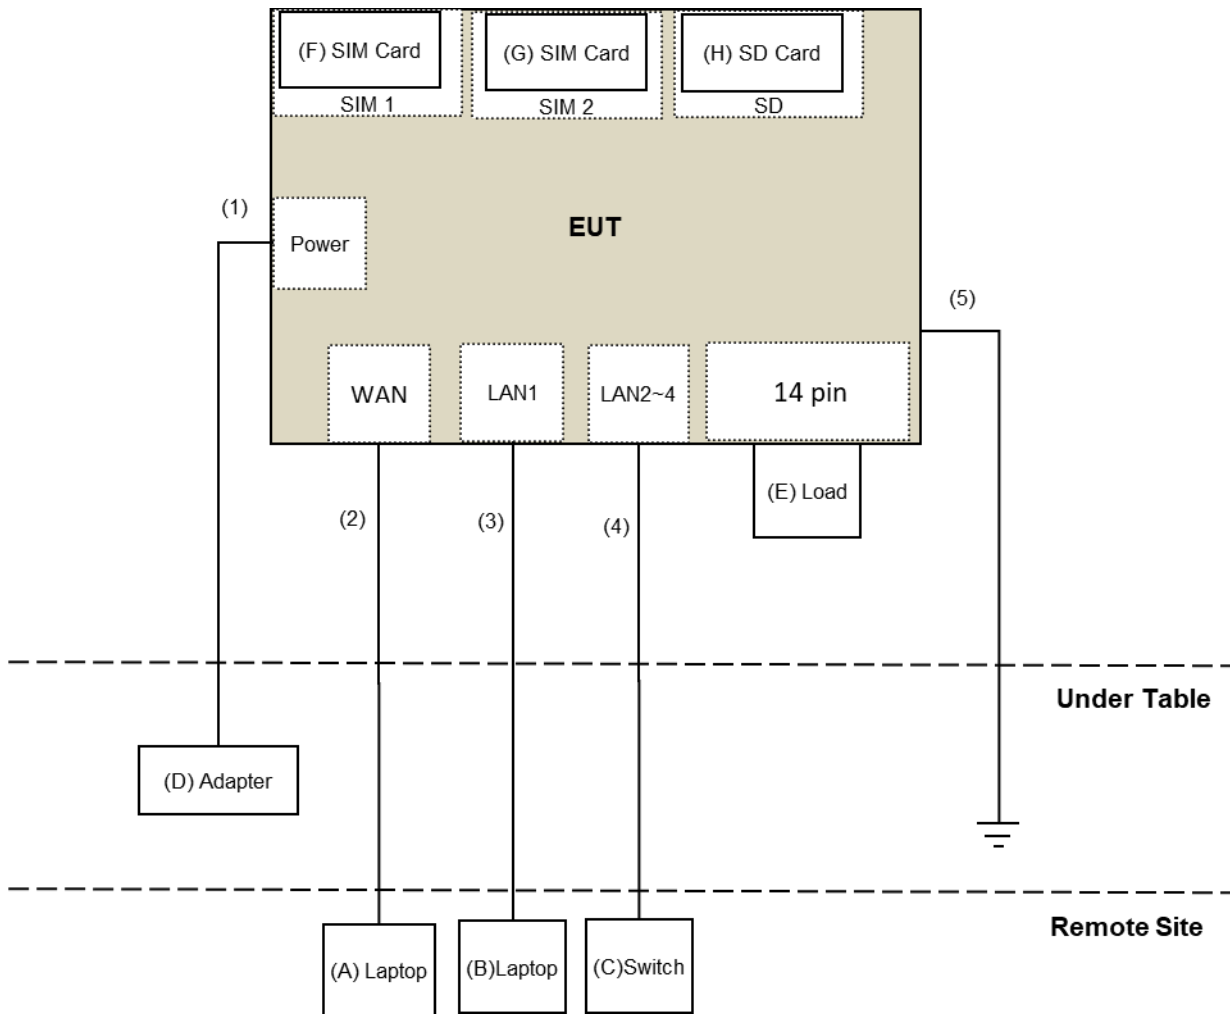 (F) SIM Card
(G) SIM Card
(H) SD Card
SIM 1
SIM 2
SD
(1)
Power
EUT
(5)
WAN
LAN1
LAN2~4
14 pin
(2)
(3)
(4)
(E) Load
Under Table
(D) Adapter
Remote Site
(A) Laptop
(B)Laptop
(C)Switch